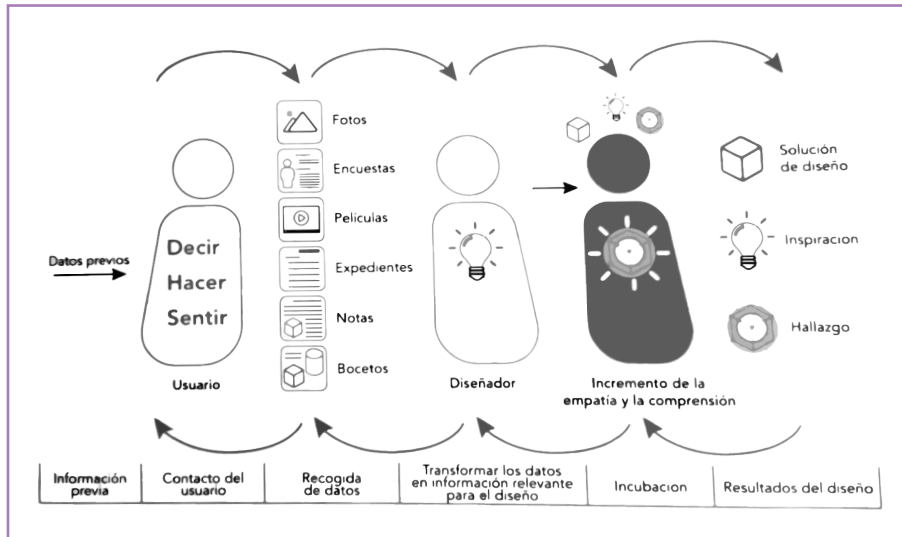 Fotos
Encuestas
Películas
Expedientes
Notas
Bocetos
Datos previos
Decir
Hacer
Sentir
Usuario
Diseñador
Incremento de la
empatía y la comprensión
Solución
de diseño
Inspiracion
Hallazgo
Información
previa
Contacto del
usuario
Recogida
de datos
Transformar los datos
en información relevante
para el diseño
Incubacion
Resultados del diseño